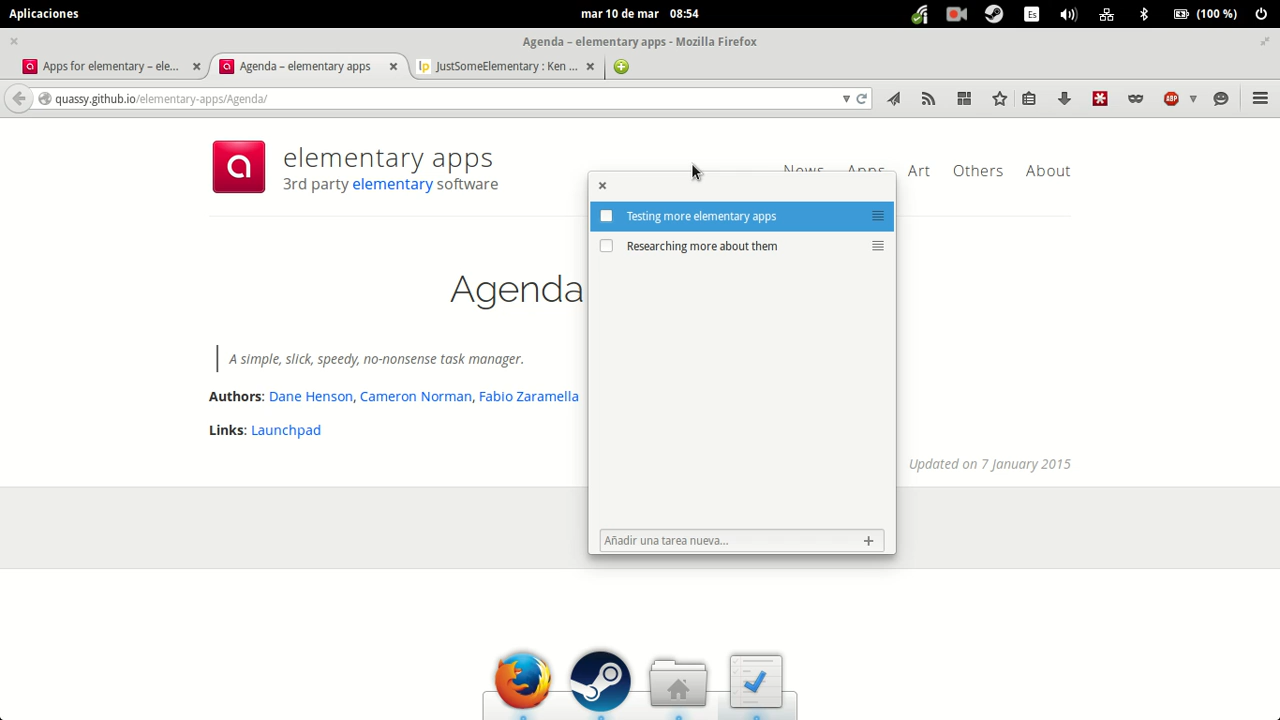 Aplicaciones
mar 10 de mar 08:54
Es
(100 %)
Agenda – elementary apps - Mozilla Firefox
Apps for elementary – ele...
Agenda – elementary apps
JustSomeElementary : Ken ...
quassy.github.io/elementary-apps/Agenda/
ABP
elementary apps
3rd party elementary software
News
Apps
Art
Others
About
Testing more elementary apps
Researching more about them
Agenda
A simple, slick, speedy, no-nonsense task manager.
Authors: Dane Henson, Cameron Norman, Fabio Zaramella
Links: Launchpad
Updated on 7 January 2015
Añadir una tarea nueva...